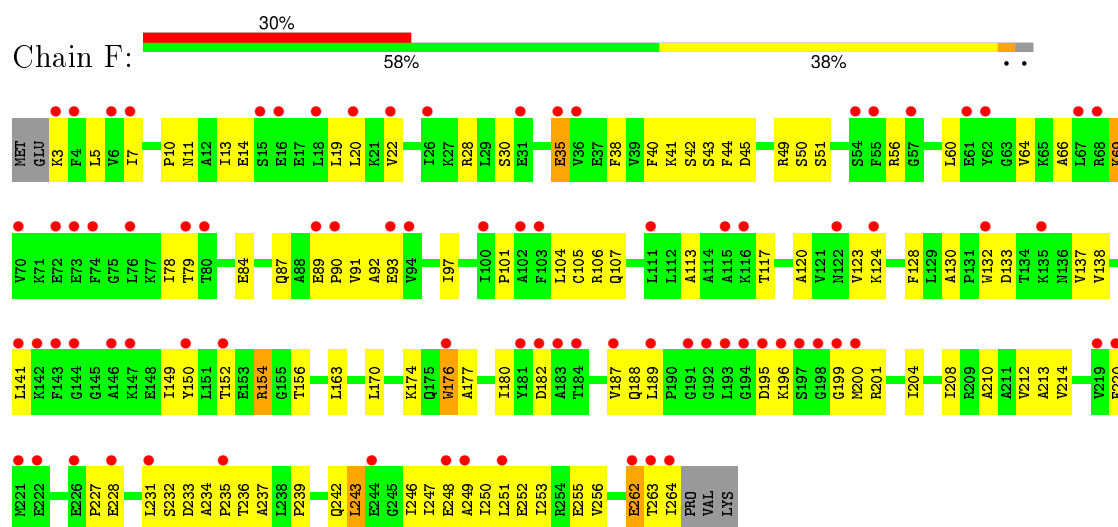 30%
Chain F:
58% 38%
MET GLU K3 F4 L5 V6 I7 P10 N11 A12 I13 E14 S15 E16 E17 L18 L19 L20 K21 V22 I26 K27 R28 L29 S30 E31 E35 V36 E37 F38 V39 F40 K41 S42 S43 F44 D45 R49 S50 S51 S54 F55 R56 G57 L60 E61 Y62 G63 V64 K65 A66 L67 R68 K69
V70 K71 E72 E73 F74 G75 L76 K77 I78 T79 T80 E84 Q87 A88 E89 P90 V91 A92 E93 V94 I97 I100 P101 A102 F103 L104 C105 R106 Q107 L111 L112 A113 A114 A115 K116 T117 A120 V121 N122 V123 K124 F128 L129 A130 P131 W132 D133 T134 K135 N136 V137 V138
L141 K142 F143 G144 G145 A146 K147 E148 I149 Y150 L151 T152 E153 R154 G155 T156 L163 L170 K174 Q175 W176 A177 I180 Y181 D182 A183 T184 V187 Q188 L189 P190 G191 G192 L193 G194 D195 K196 S197 G198 G199 M200 R201 I204 I208 R209 A210 A211 V212 A213 V214 V219 F220
M221 E222 E226 P227 E228 L231 S232 D233 A234 P235 T236 A237 L238 P239 Q242 L243 E244 G245 I246 L247 E248 A249 I250 L251 E252 I253 R254 E255 V256 E262 T263 I264 PRO VAL LYS